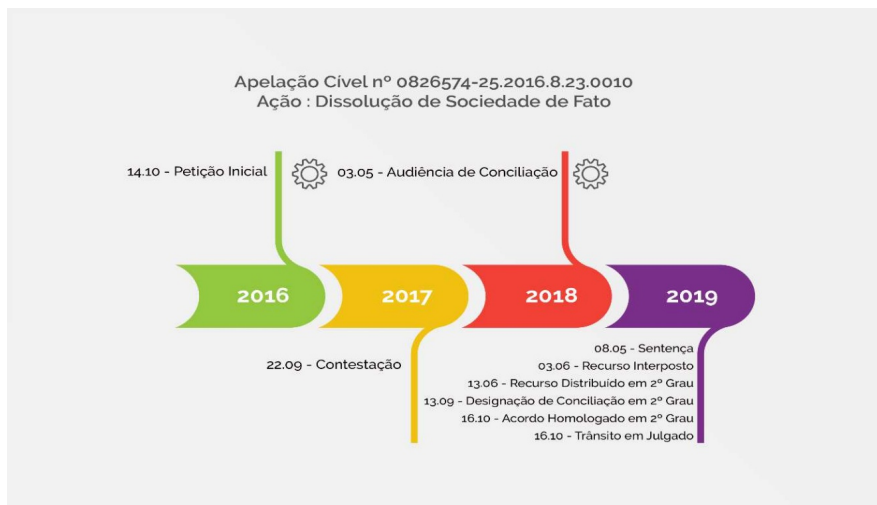 Apelação Cível nº 0826574-25.2016.8.23.0010
Ação : Dissolução de Sociedade de Fato
14.10 - Petição Inicial
03.05 - Audiência de Conciliação
2016
2017
2018
2019
22.09 - Contestação
08.05 - Sentença
03.06 - Recurso Interposto
13.06 - Recurso Distribuído em 2º Grau
13.09 - Designação de Conciliação em 2º Grau
16.10 - Acordo Homologado em 2º Grau
16.10 - Trânsito em Julgado